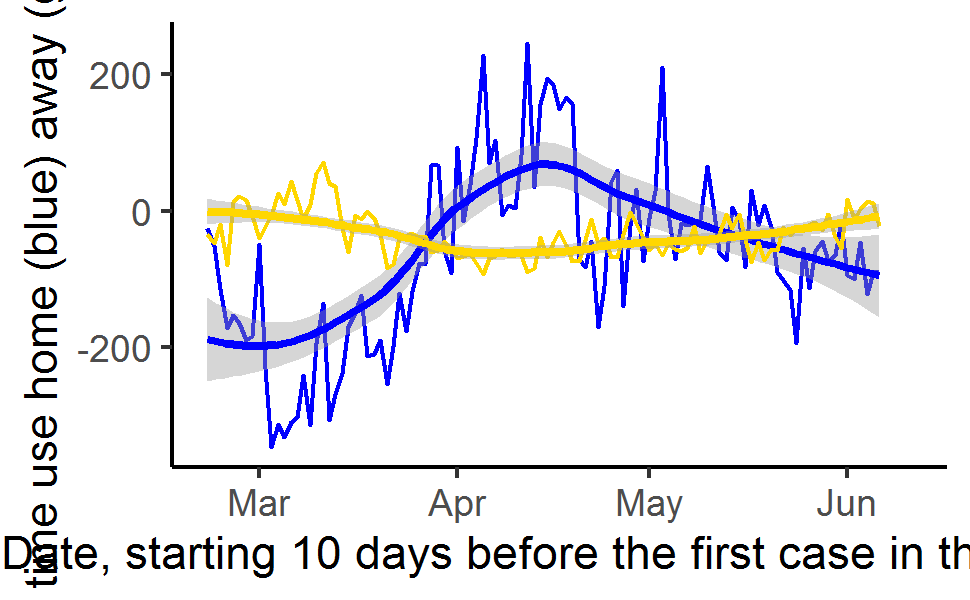 time use home (blue) away (
200
0
-200
Mar Apr May Jun
Date, starting 10 days before the first case in th